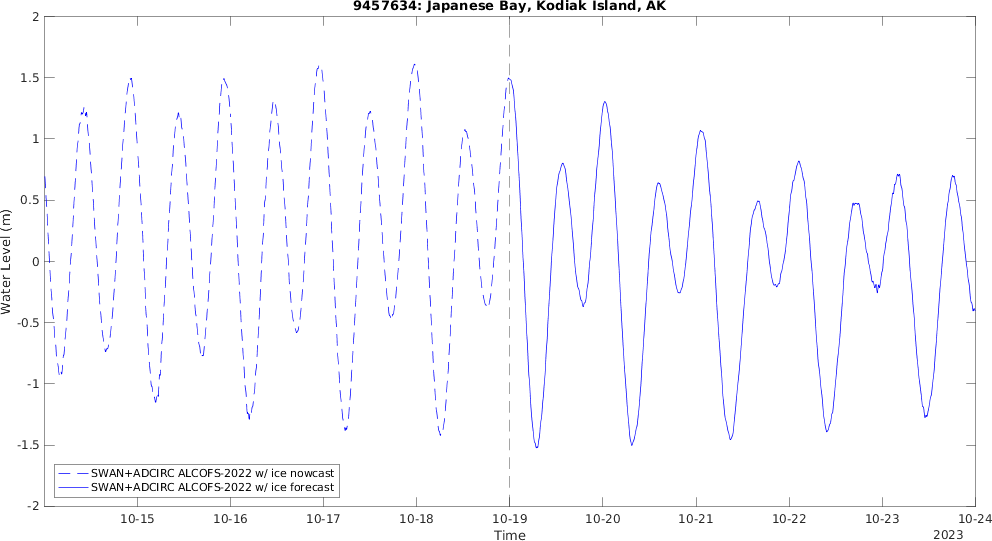 9457634: Japanese Bay, Kodiak Island, AK
2
1.5
1
0.5
0
-0.5
-1
-1.5
-2
Water Level (m)
SWAN+ADCIRC ALCOFS-2022 w/ ice nowcast
SWAN+ADCIRC ALCOFS-2022 w/ ice forecast
10-15 10-16 10-17 10-18 10-19 10-20 10-21 10-22 10-23 10-24
Time
2023